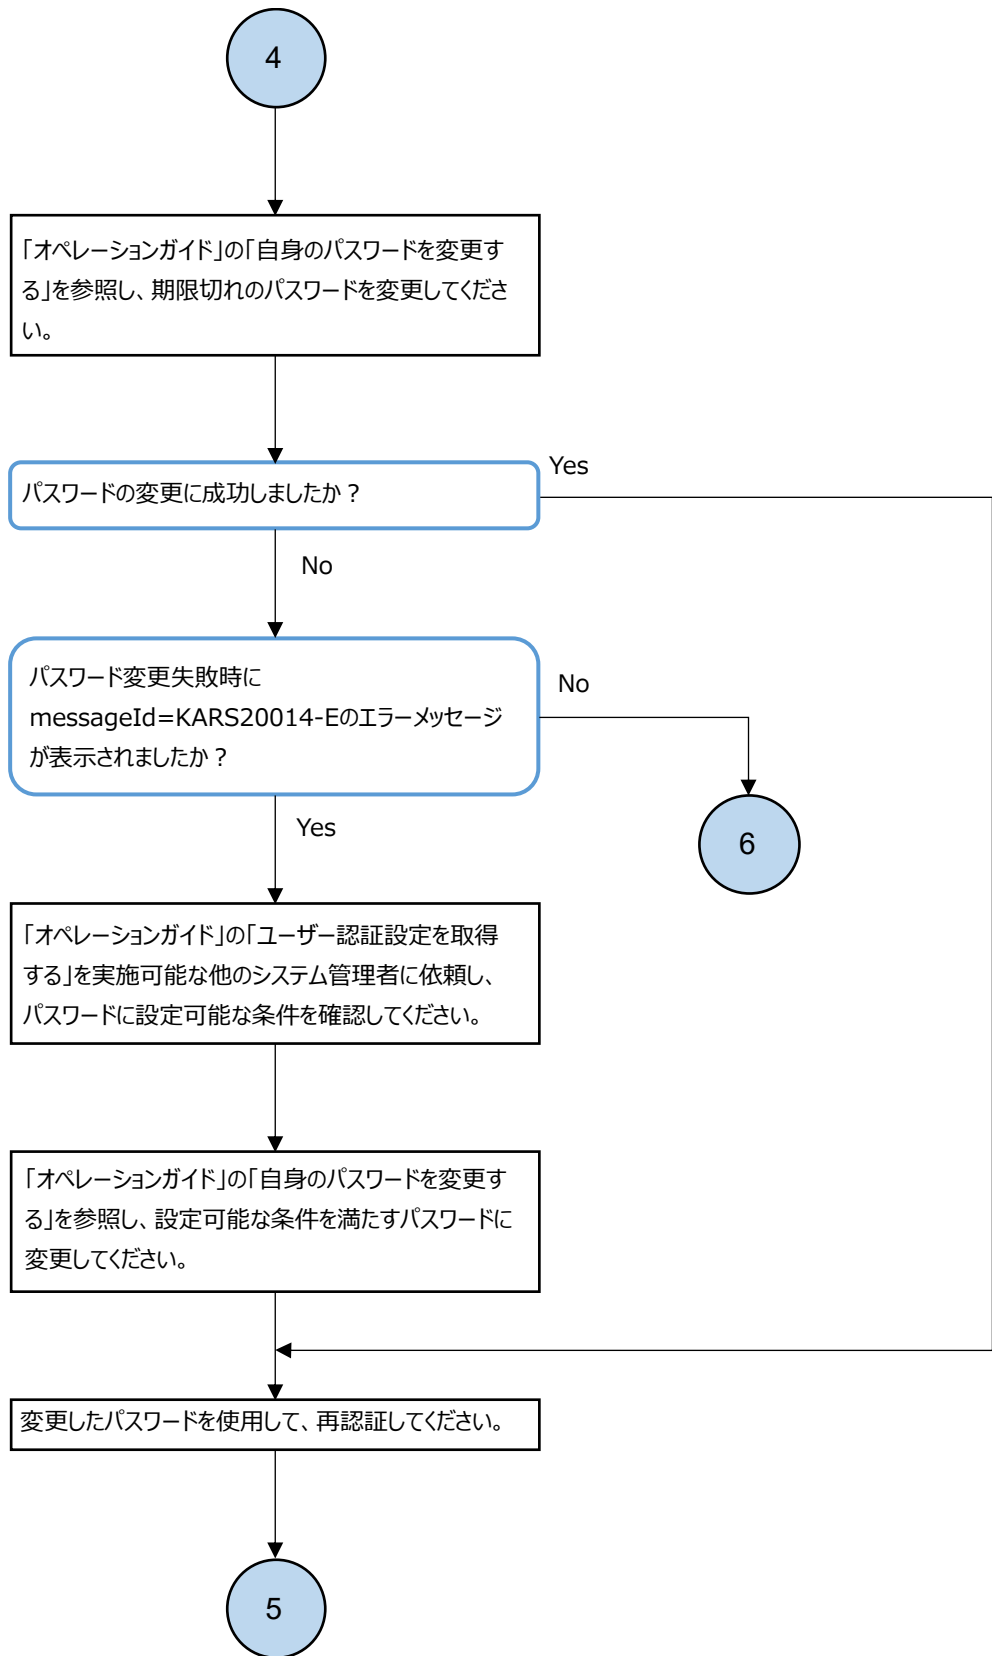 4
「オペレーションガイド」の「自身のパスワードを変更す
る」を参照し、期限切れのパスワードを変更してくださ
い。
Yes
パスワードの変更に成功しましたか？
No
パスワード変更失敗時に
messageId=KARS20014-Eのエラーメッセージ
が表示されましたか？
No
Yes
6
「オペレーションガイド」の「ユーザー認証設定を取得
する」を実施可能な他のシステム管理者に依頼し、
パスワードに設定可能な条件を確認してください。
「オペレーションガイド」の「自身のパスワードを変更す
る」を参照し、設定可能な条件を満たすパスワードに
変更してください。
変更したパスワードを使用して、再認証してください。
5